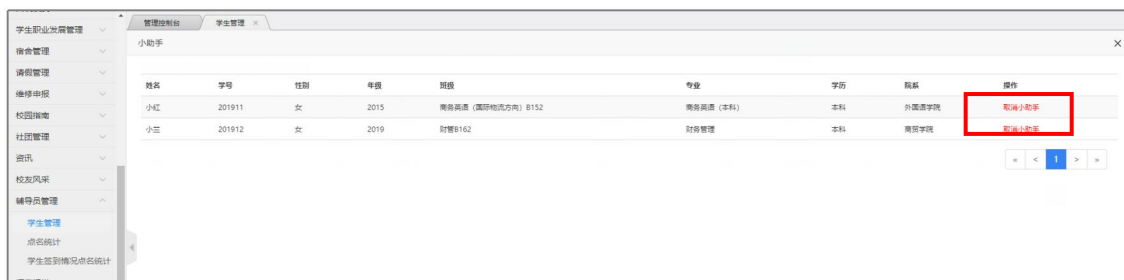 学生职业发展管理
宿舍管理
请假管理
维修申报
校园指南
社团管理
资讯
校友风采
辅导员管理
学生管理
点名统计
学生签到情况点名统计
管理控制台 学生管理 ×
小助手 ×
姓名 学号 性别 年级 班级 专业 学历 院系 操作
小红 201911 女 2015 商务英语（国际物流方向）B152 商务英语（本科） 本科 外国语学院 取消小助手
小兰 201912 女 2019 财管B162 财务管理 本科 商贸学院 取消小助手
« < 1 > »